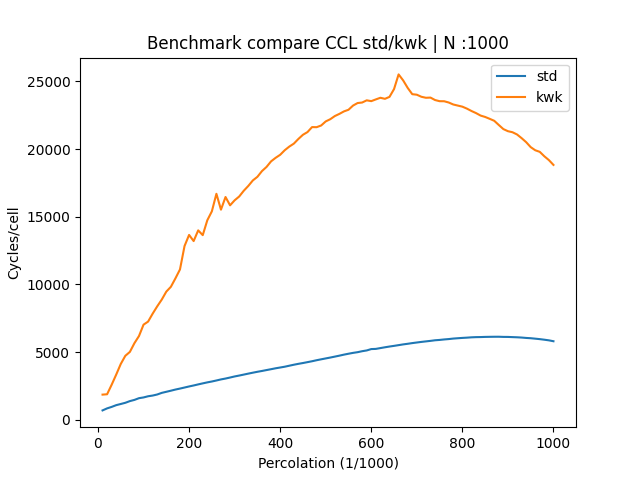 Benchmark compare CCL std/kwk | N :1000
std
kwk
Cycles/cell
25000
20000
15000
10000
5000
0
0 200 400 600 800 1000
Percolation (1/1000)